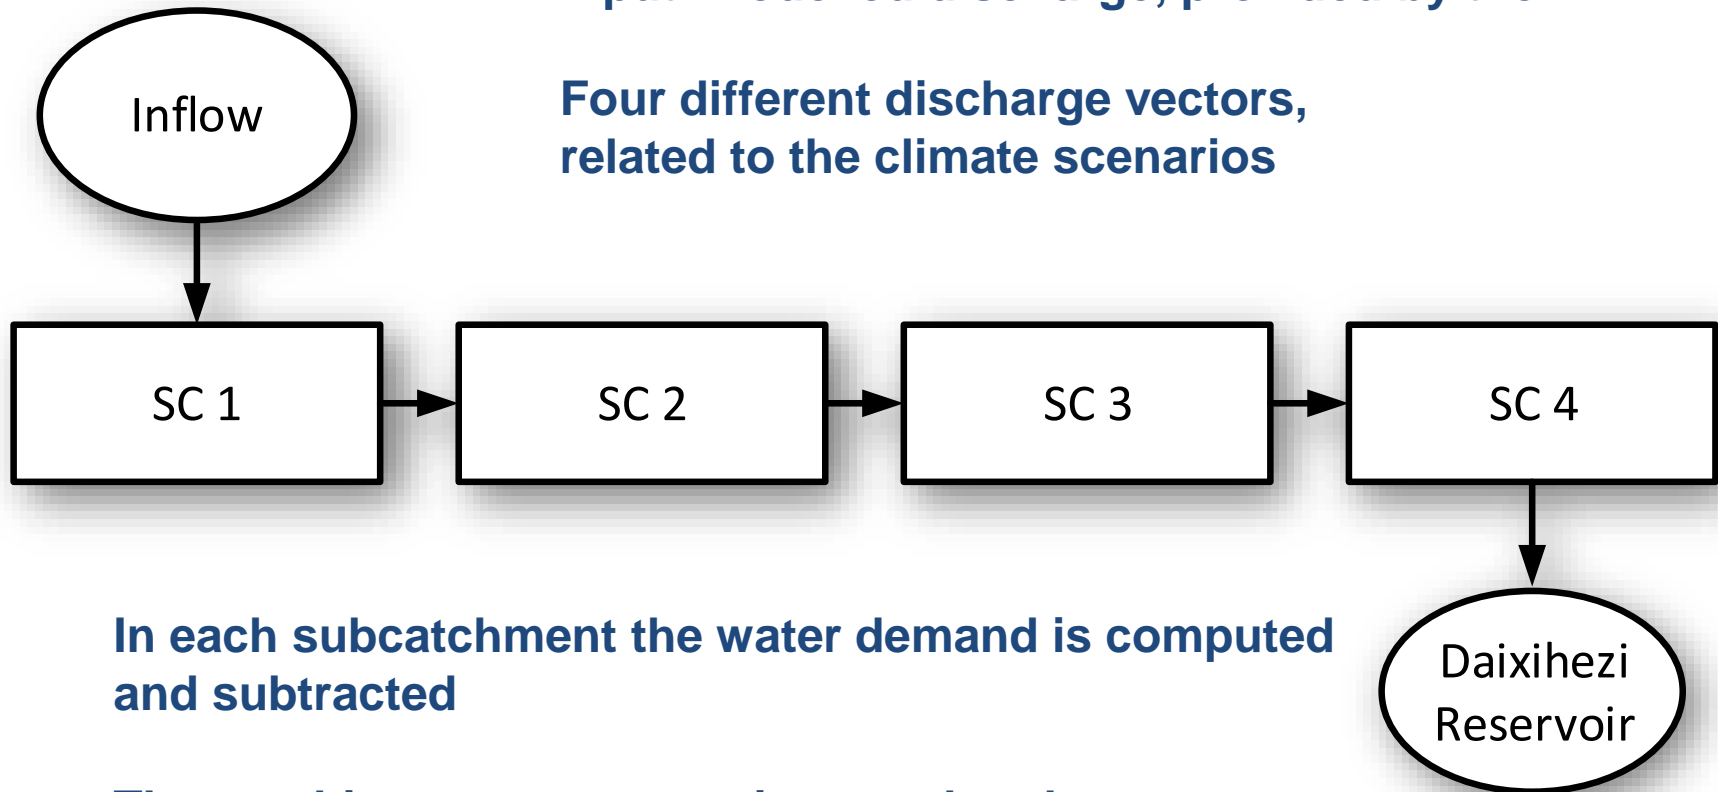 Inflow
Four different discharge vectors,
related to the climate scenarios
SC 1
SC 2
SC 3
SC 4
In each subcatchment the water demand is computed
and subtracted
Daixihezi
Reservoir